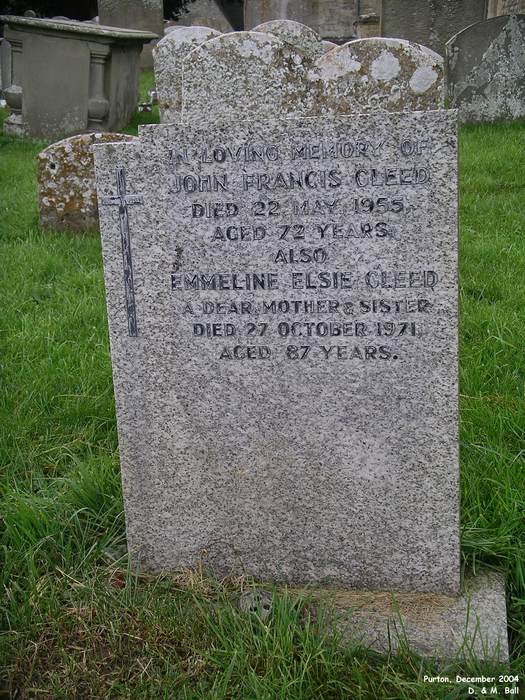 IN LOVING MEMORY OF
JOHN FRANCIS CLEED
DIED 22 MAY 1955.
AGED 72 YEARS.
ALSO
EMMELINE ELSIE CLEED
A DEAR MOTHER & SISTER
DIED 27 OCTOBER 1971.
AGED 87 YEARS.
Purton, December 2004
D. & M. Ball